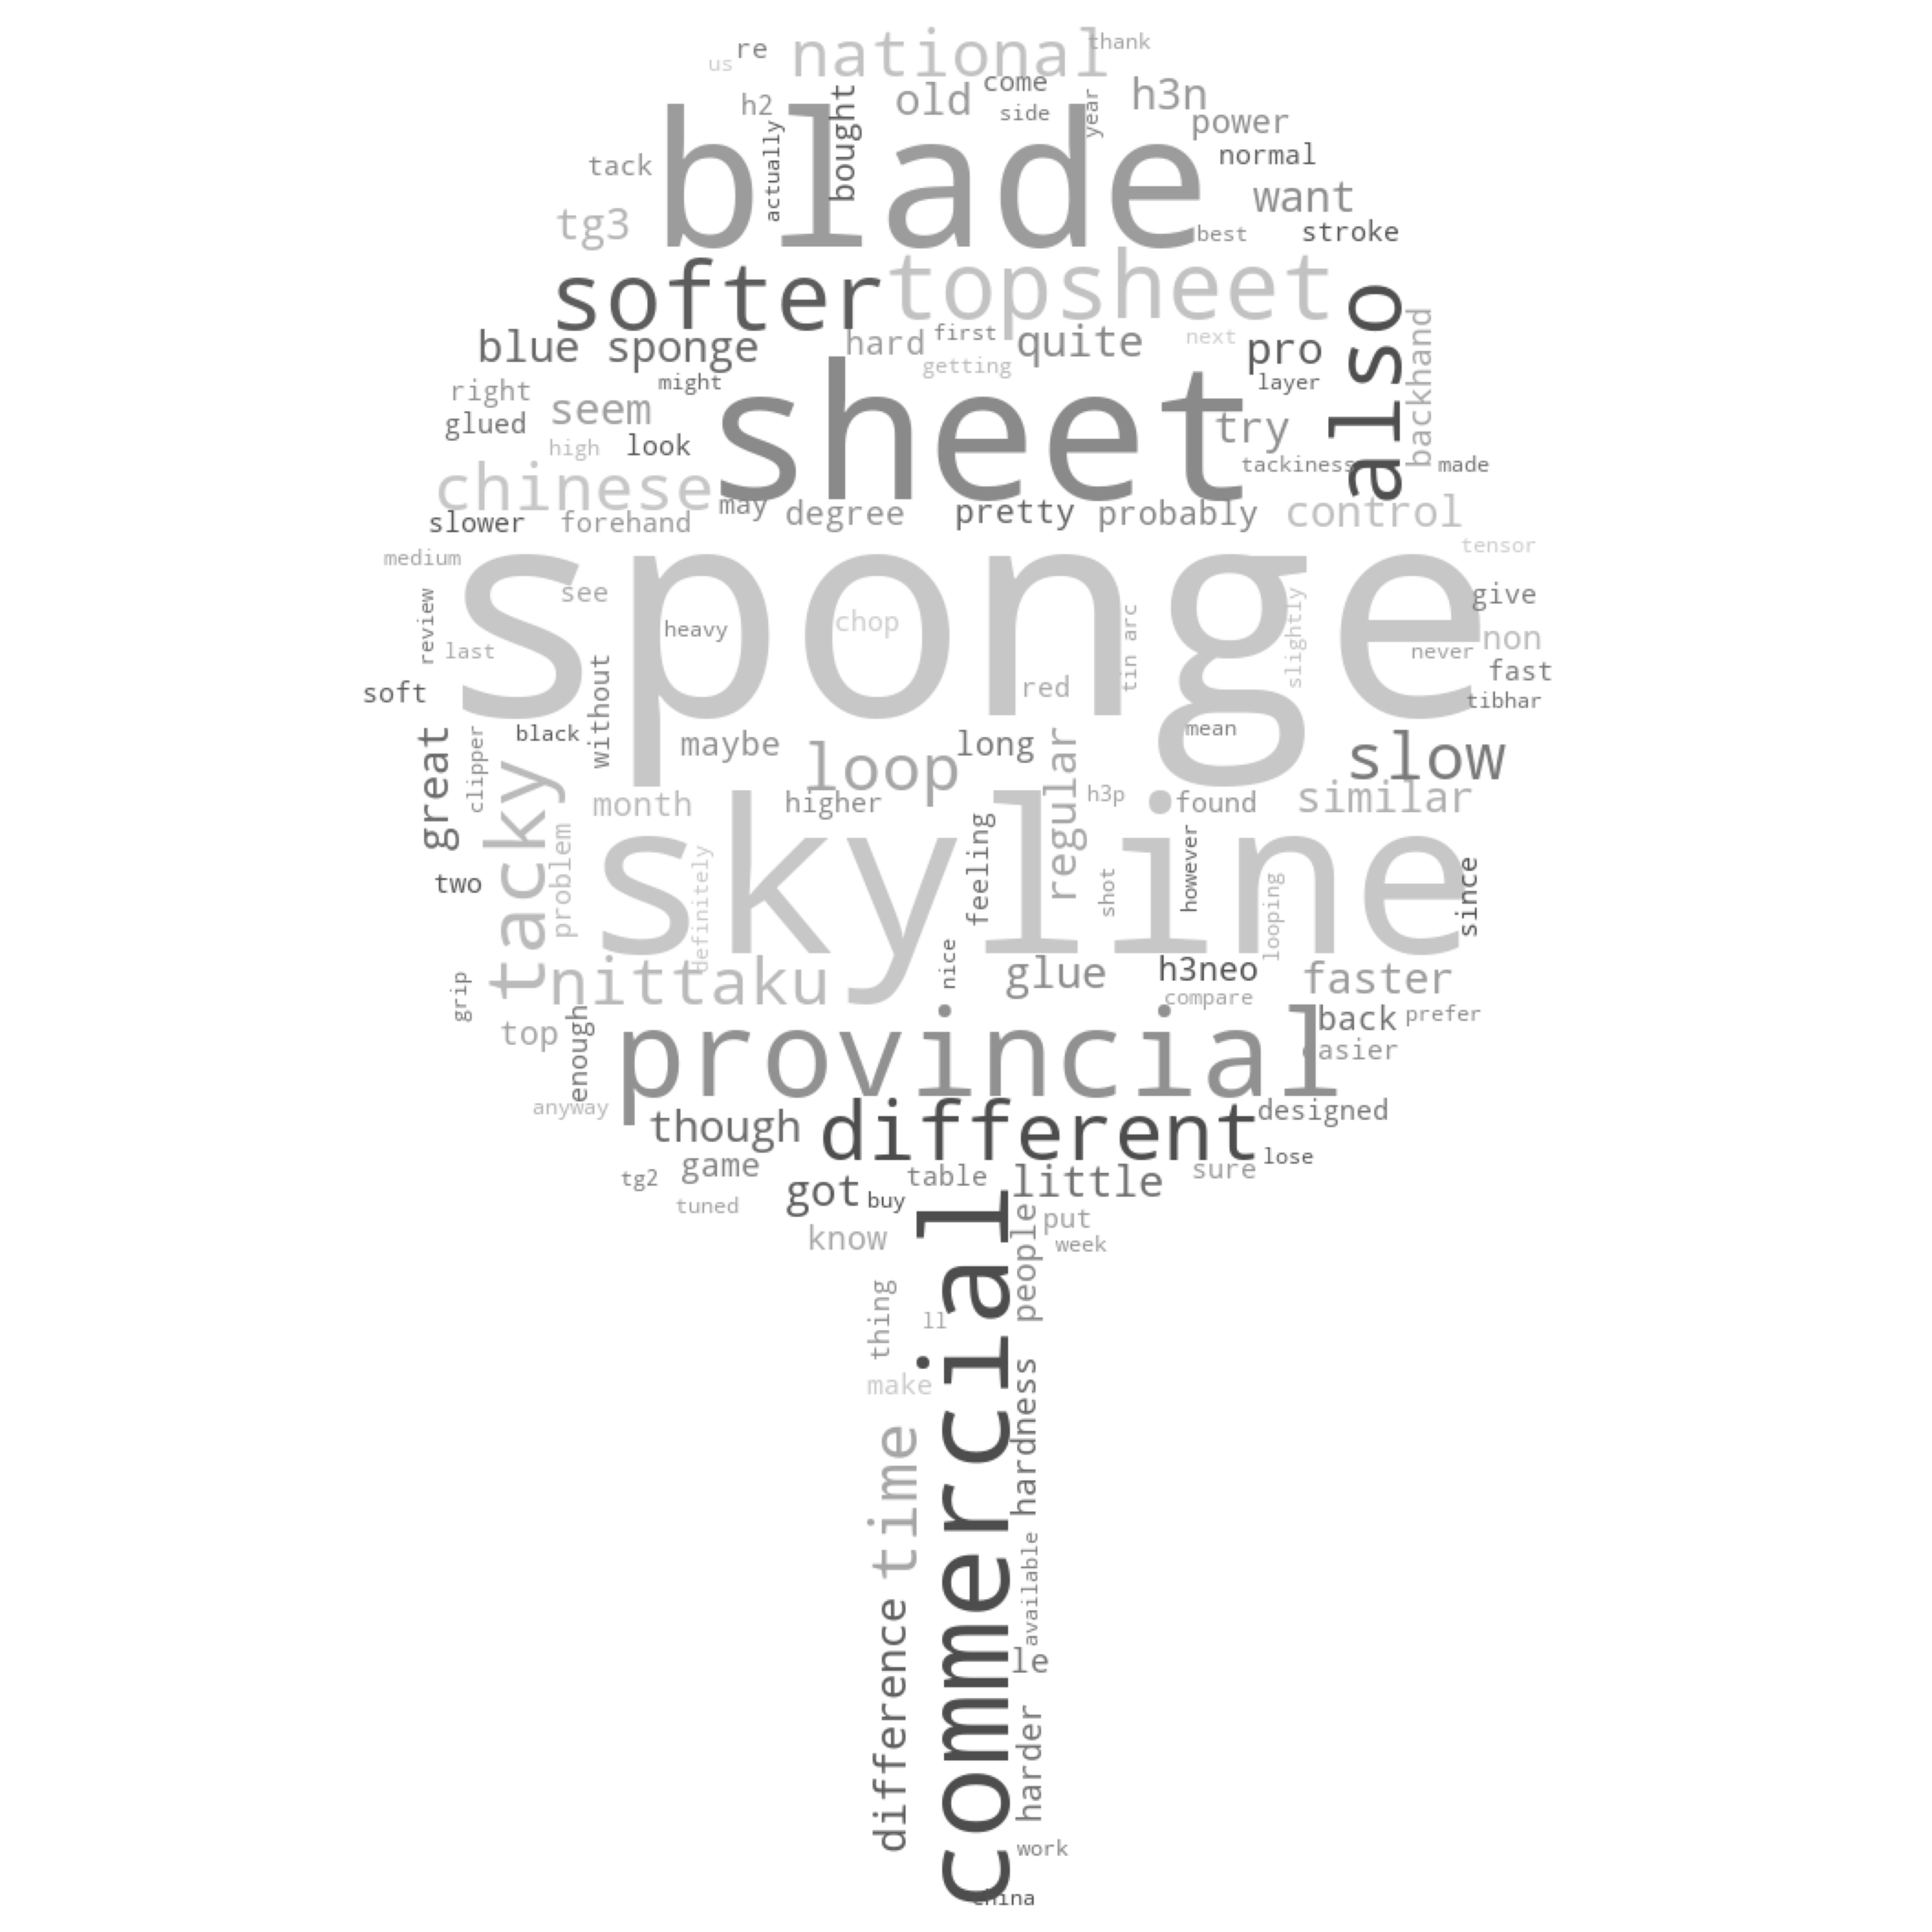 national
thank
re
us
come
old
h3n
h2
bought
side
year
power
actually
blade
normal
tack
want
tg3
best
stroke
softer
topsheet
also
backhand
blue sponge
hard
first
quite
next
pro
getting
right
might
layer
glued
seem
sheet
try
high
look
tackiness
made
chinese
may
degree
pretty
probably
control
slower
forehand
medium
sponge
tensor
review
see
give
heavy
chop
tin arc
slightly
last
never
non
fast
soft
without
red
tibhar
black
mean
great
clipper
maybe
long
slow
loop
regular
tacky
month
higher
h3p
found
similar
problem
definitely
skyline
feeling
shot
however
looping
since
two
nittaku
nice
glue
h3neo
faster
grip
compare
top
enough
back
prefer
provincial
easier
anyway
though
different
designed
tg2
game
table
little
sure
lose
tuned
got
buy
know
put
people
week
thing
ll
make
commercial
hardness
time
available
difference
le
harder
work
china